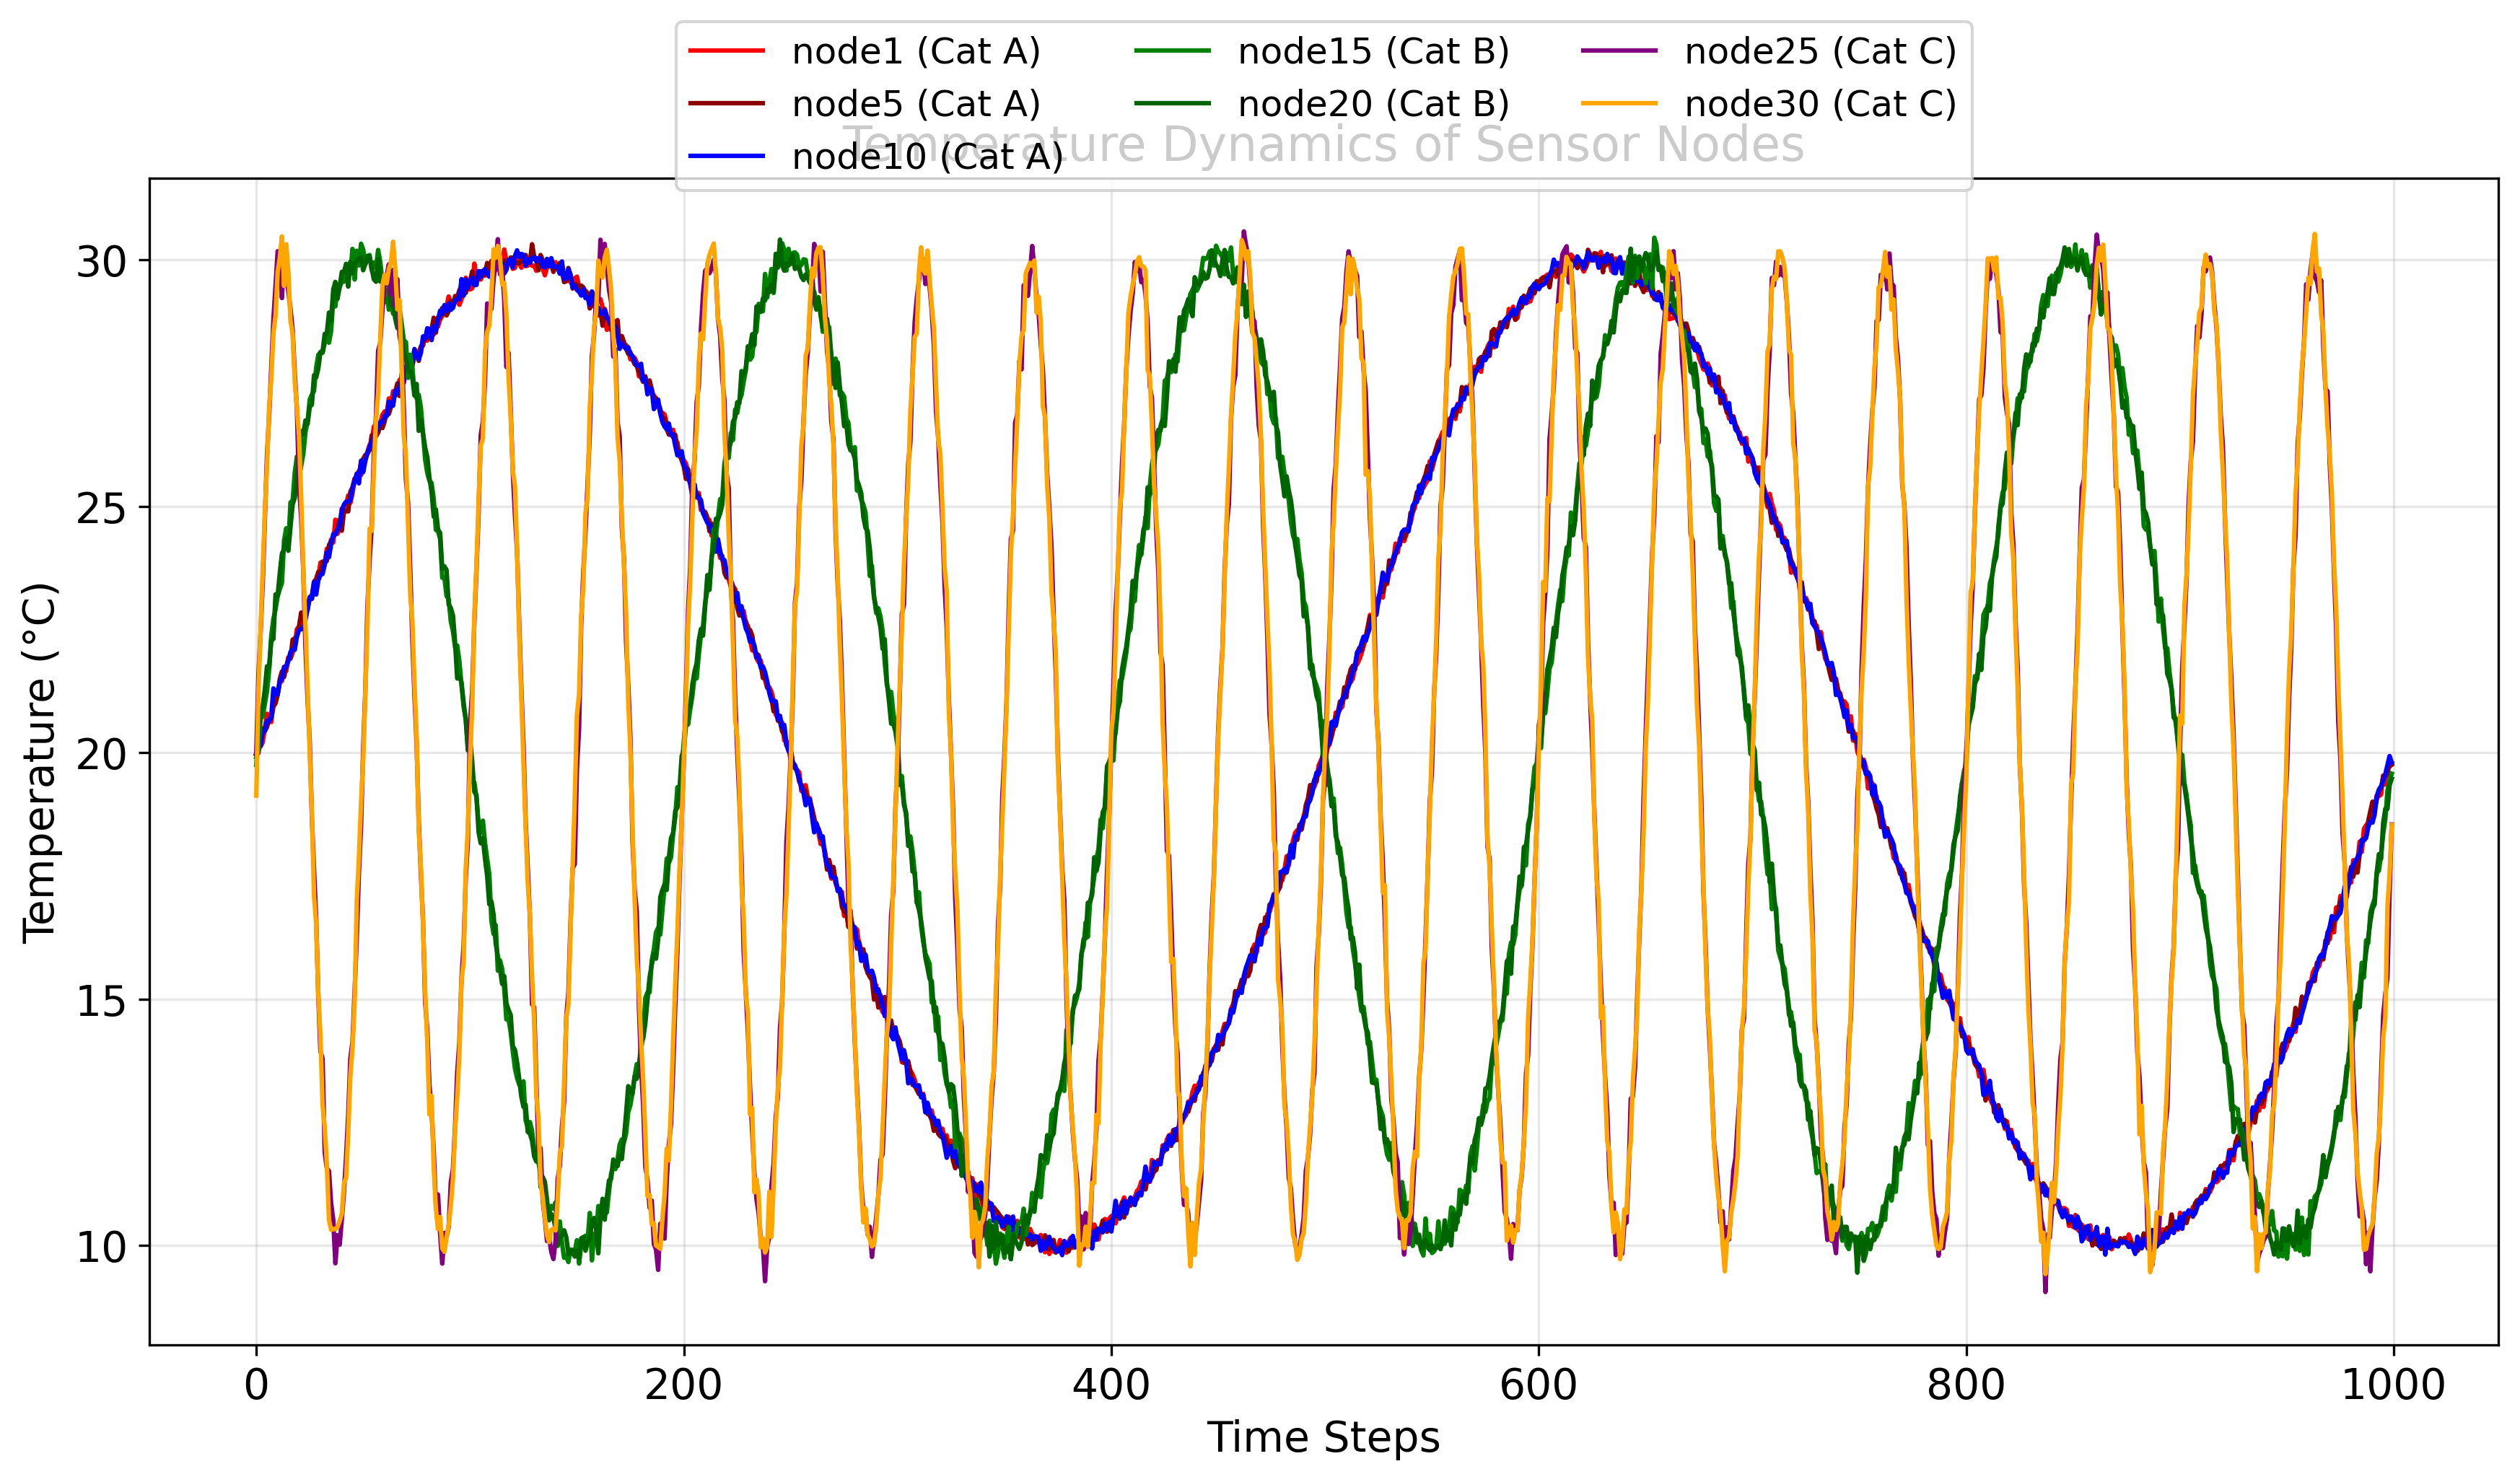 node1 (Cat A)
node5 (Cat A)
node10 (Cat A)
node15 (Cat B)
node20 (Cat B)
node25 (Cat C)
node30 (Cat C)
Temperature Dynamics of Sensor Nodes
Temperature (°C)
30
25
20
15
10
0
200
400
600
800
1000
Time Steps